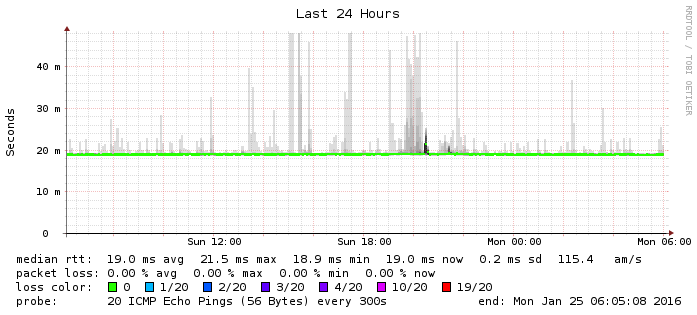 Last 24 Hours
RRDTOOL / TOBI OETIKER
Seconds
40 m
30 m
20 m
10 m
0
Sun 12:00 Sun 18:00 Mon 00:00 Mon 06:00
median rtt: 19.0 ms avg 21.5 ms max 18.9 ms min 19.0 ms now 0.2 ms sd 115.4 am/s
packet loss: 0.00 % avg 0.00 % max 0.00 % min 0.00 % now
loss color: 0 1/20 2/20 3/20 4/20 10/20 19/20
probe: 20 ICMP Echo Pings (56 Bytes) every 300s end: Mon Jan 25 06:05:08 2016